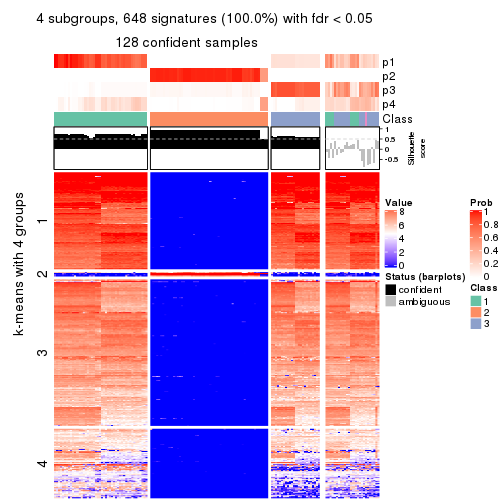 4 subgroups, 648 signatures (100.0%) with fdr < 0.05
128 confident samples
p1
p2
p3
p4
Class
1
0.5
0
-0.5
Silhouette
score
k-means with 4 groups
1
2
3
4
Value
8
6
4
2
0
Status (barplots)
confident
ambiguous
Prob
1
0.8
0.6
0.4
0.2
0
Class
1
2
3